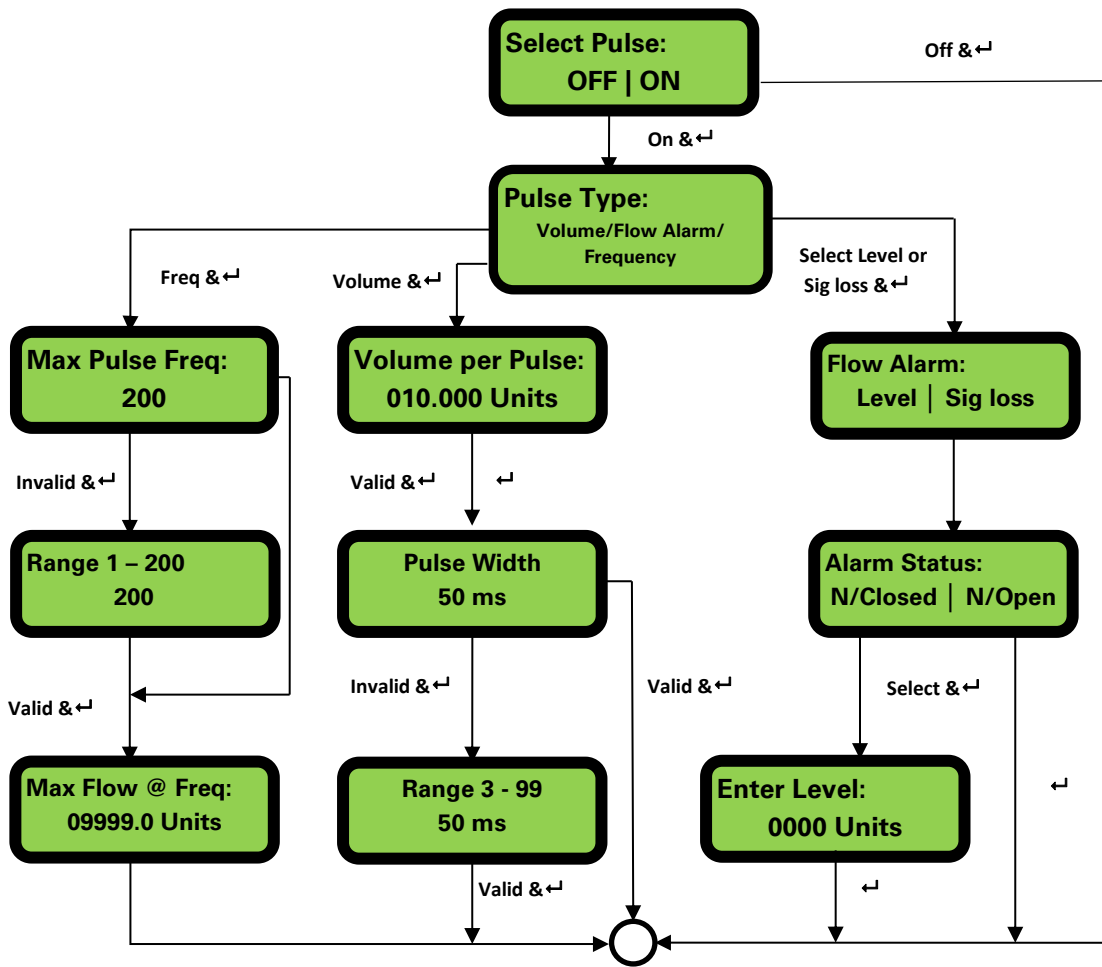 Select Pulse:
OFF | ON
Off & ↵
On & ↵
Pulse Type:
Volume/Flow Alarm/
Frequency
Freq & ↵
Volume & ↵
Select Level or
Sig loss & ↵
Max Pulse Freq:
200
Volume per Pulse:
010.000 Units
Flow Alarm:
Level | Sig loss
Invalid & ↵
Valid & ↵
↵
Range 1 – 200
200
Pulse Width
50 ms
Alarm Status:
N/Closed | N/Open
Valid & ↵
Invalid & ↵
Valid & ↵
Select & ↵
Max Flow @ Freq:
09999.0 Units
Range 3 - 99
50 ms
Enter Level:
0000 Units
↵
Valid & ↵
↵